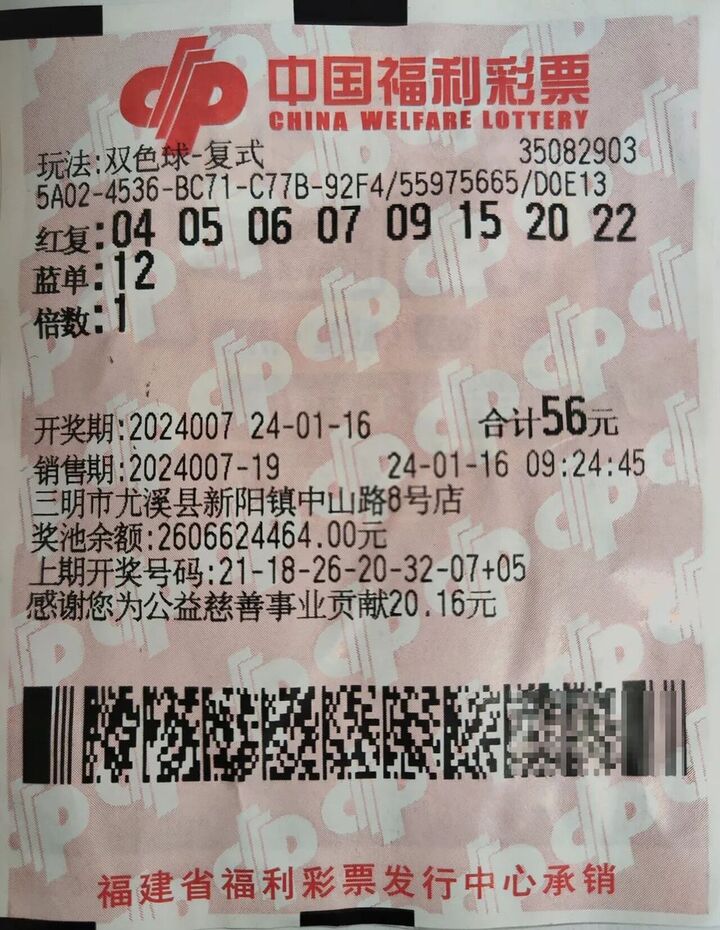 中国福利彩票
CHINA WELFARE LOTTERY
玩法:双色球-复式 35082903
5A02-4536-BC71-C77B-92F4/55975665/D0E13
红复:04 05 06 07 09 15 20 22
蓝单:12
倍数:1
开奖期:2024007 24-01-16 合计56元
销售期:2024007-19 24-01-16 09:24:45
三明市尤溪县新阳镇中山路8号店
奖池余额:2606624464.00元
上期开奖号码:21-18-26-20-32-07+05
感谢您为公益慈善事业贡献20.16元
福建省福利彩票发行中心承销